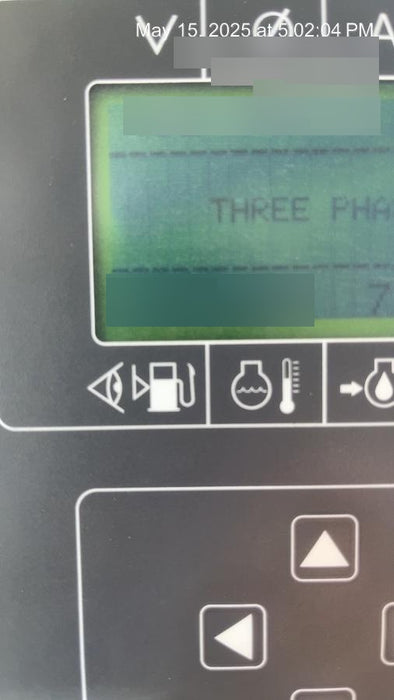 May 15, 2025 at 5:02:04 PM
V Ø A
THREE PHA
7